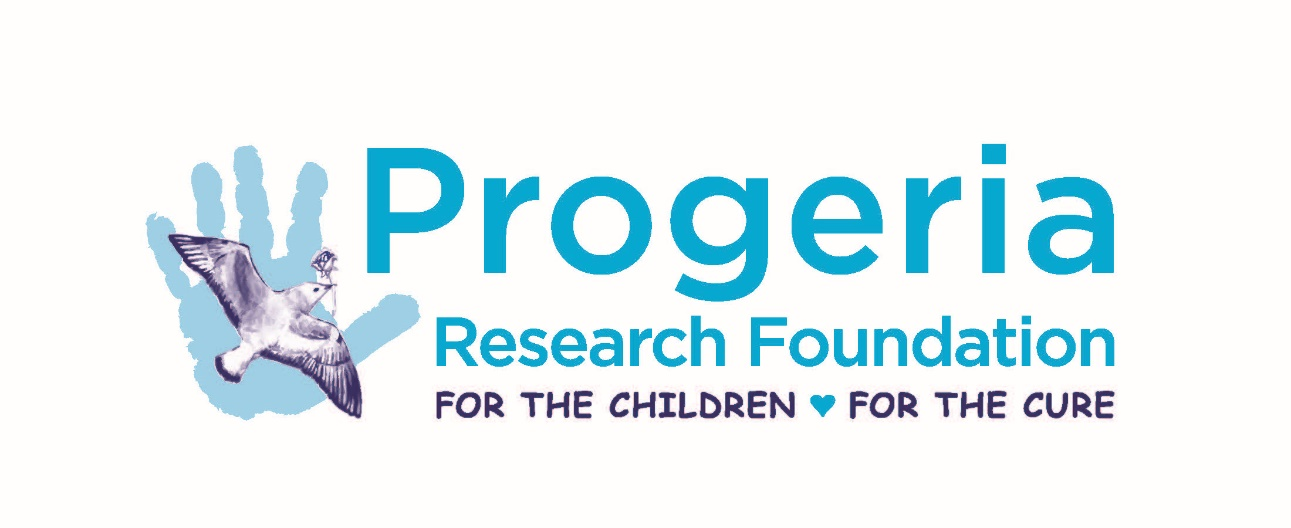 Progeria
Research Foundation
FOR THE CHILDREN ♥ FOR THE CURE